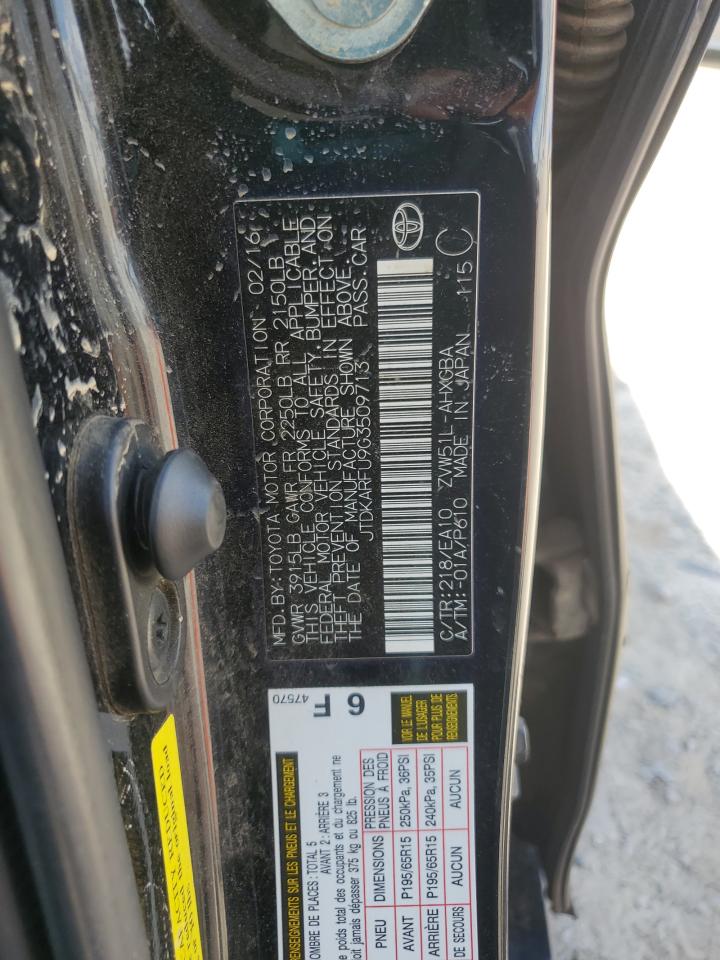 MFD.BY:TOYOTA MOTOR CORPORATION 02/16
GVWR 3915LB GAWR FR 2250LB RR 2150LB
THIS VEHICLE CONFORMS TO ALL APPLICABLE
FEDERAL MOTOR VEHICLE SAFETY, BUMPER, AND
THEFT PREVENTION STANDARDS IN EFFECT ON
THE DATE OF MANUFACTURE SHOWN ABOVE.
JTDKARFU9G3509713 PASS.CAR
C/TR:218/EA10 ZVW51L-AHXGBA
A/TM:-01A/P610 MADE IN JAPAN 115 C
RENSEIGNEMENTS SUR LES PNEUS ET LE CHARGEMENT
OMBRE DE PLACES:TOTAL 5
AVANT 2:ARRIÈRE 3
e poids total des occupants et du chargement ne
oit jamais dépasser 375 kg ou 825 lb.
6 F
47570
PNEU DIMENSIONS PRESSION DES PNEUS À FROID
AVANT P195/65R15 250kPa, 36PSI
ARRIÈRE P195/65R15 240kPa, 35PSI
DE SECOURS AUCUN AUCUN
VOIR LE MANUEL
DE L'USAGER
POUR PLUS DE
RENSEIGNEMENTS